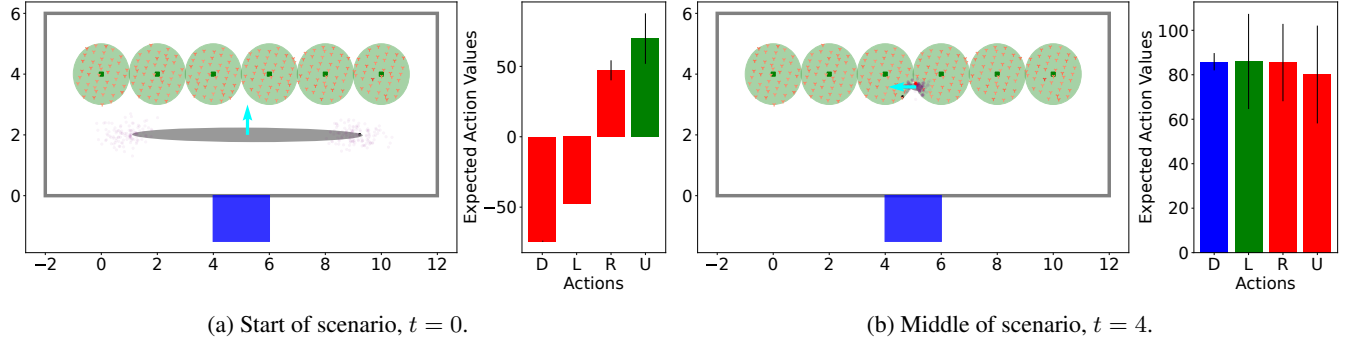 6
4
2
0
−2 0 2 4 6 8 10 12
Expected Action Values
50
0
−50
D L R U
Actions
6
4
2
0
−2 0 2 4 6 8 10 12
Expected Action Values
100
80
60
40
20
0
D L R U
Actions
(a) Start of scenario, t = 0.
(b) Middle of scenario, t = 4.